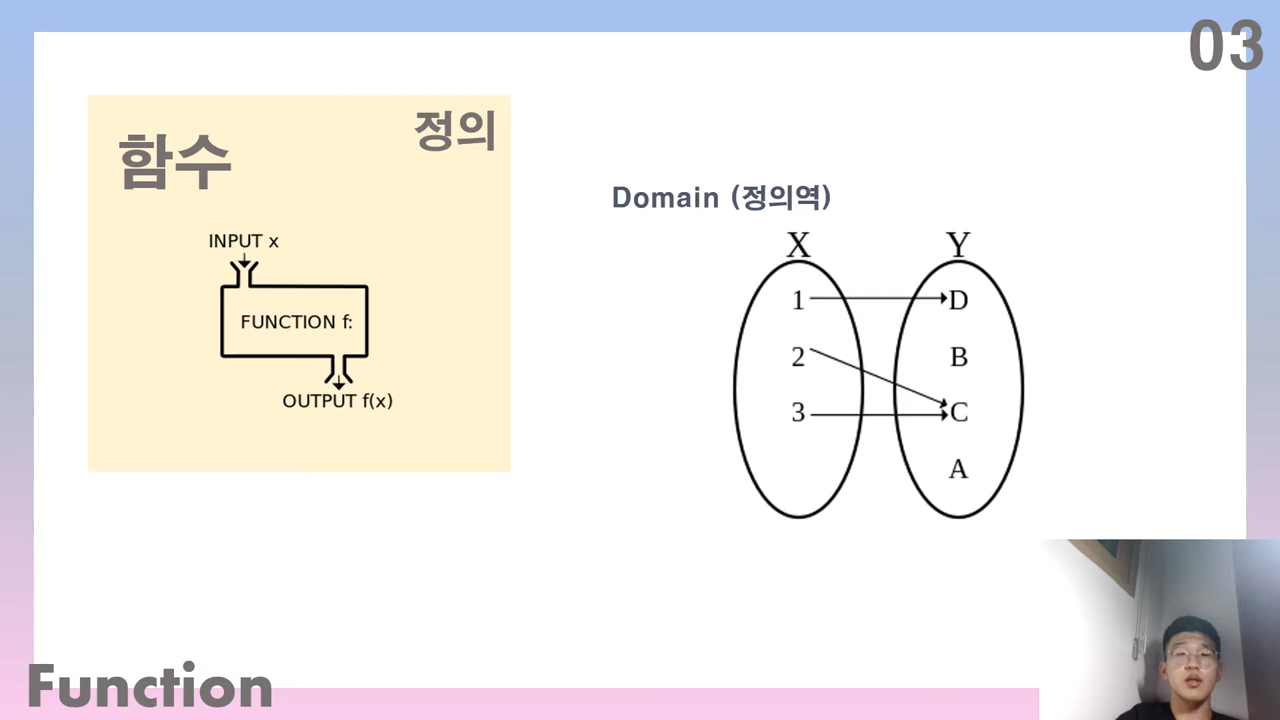 03
함수
정의
INPUT x
FUNCTION f:
OUTPUT f(x)
Domain (정의역)
X Y
1 D
2 B
3 C
A
Function